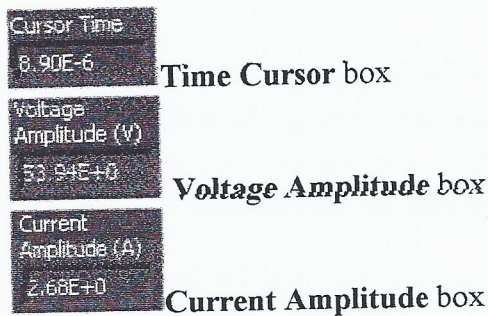 Cursor Time
8.90E-6
Time Cursor box
Voltage
Amplitude (V)
53.94E+0
Voltage Amplitude box
Current
Amplitude (A)
2.68E+0
Current Amplitude box